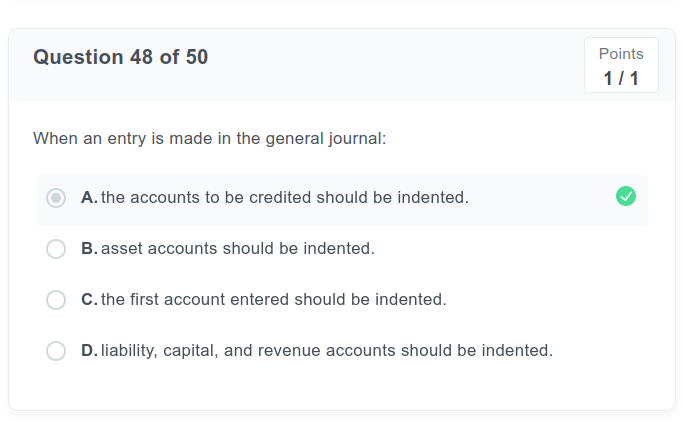 Question 48 of 50
Points
1 / 1
When an entry is made in the general journal:
A. the accounts to be credited should be indented.
B. asset accounts should be indented.
C. the first account entered should be indented.
D. liability, capital, and revenue accounts should be indented.